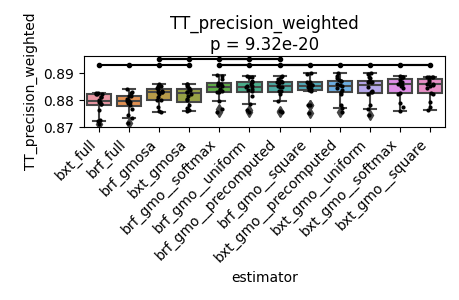 TT_precision_weighted
p = 9.32e-20
TT_precision_weighted
0.89
0.88
0.87
bxt_full
brf_full
brf_gmosa
bxt_gmosa
brf_gmo__softmax
brf_gmo__uniform
brf_gmo__precomputed
brf_gmo__square
bxt_gmo__precomputed
bxt_gmo__uniform
bxt_gmo__softmax
bxt_gmo__square
estimator